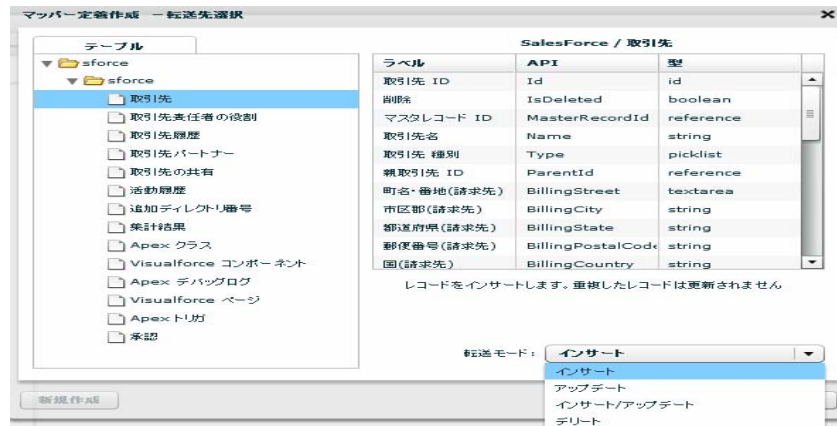 マッパー定義作成 －転送先選択
テーブル
sforce
sforce
取引先
取引先責任者の役割
取引先履歴
取引先パートナー
取引先の共有
活動履歴
追加ディレクトリ番号
集計結果
Apex クラス
Visualforce コンポーネント
Apex デバッグログ
Visualforce ページ
Apex トリガ
承認
SalesForce / 取引先
ラベル API 型
取引先 ID Id id
削除 IsDeleted boolean
マスタレコード ID MasterRecordId reference
取引先名 Name string
取引先 種別 Type picklist
親取引先 ID ParentId reference
町名・番地(請求先) BillingStreet textarea
市区郡(請求先) BillingCity string
都道府県(請求先) BillingState string
郵便番号(請求先) BillingPostalCode string
国(請求先) BillingCountry string
レコードをインサートします。重複したレコードは更新されません
転送モード： インサート
インサート
アップデート
インサート/アップデート
デリート
新規作成